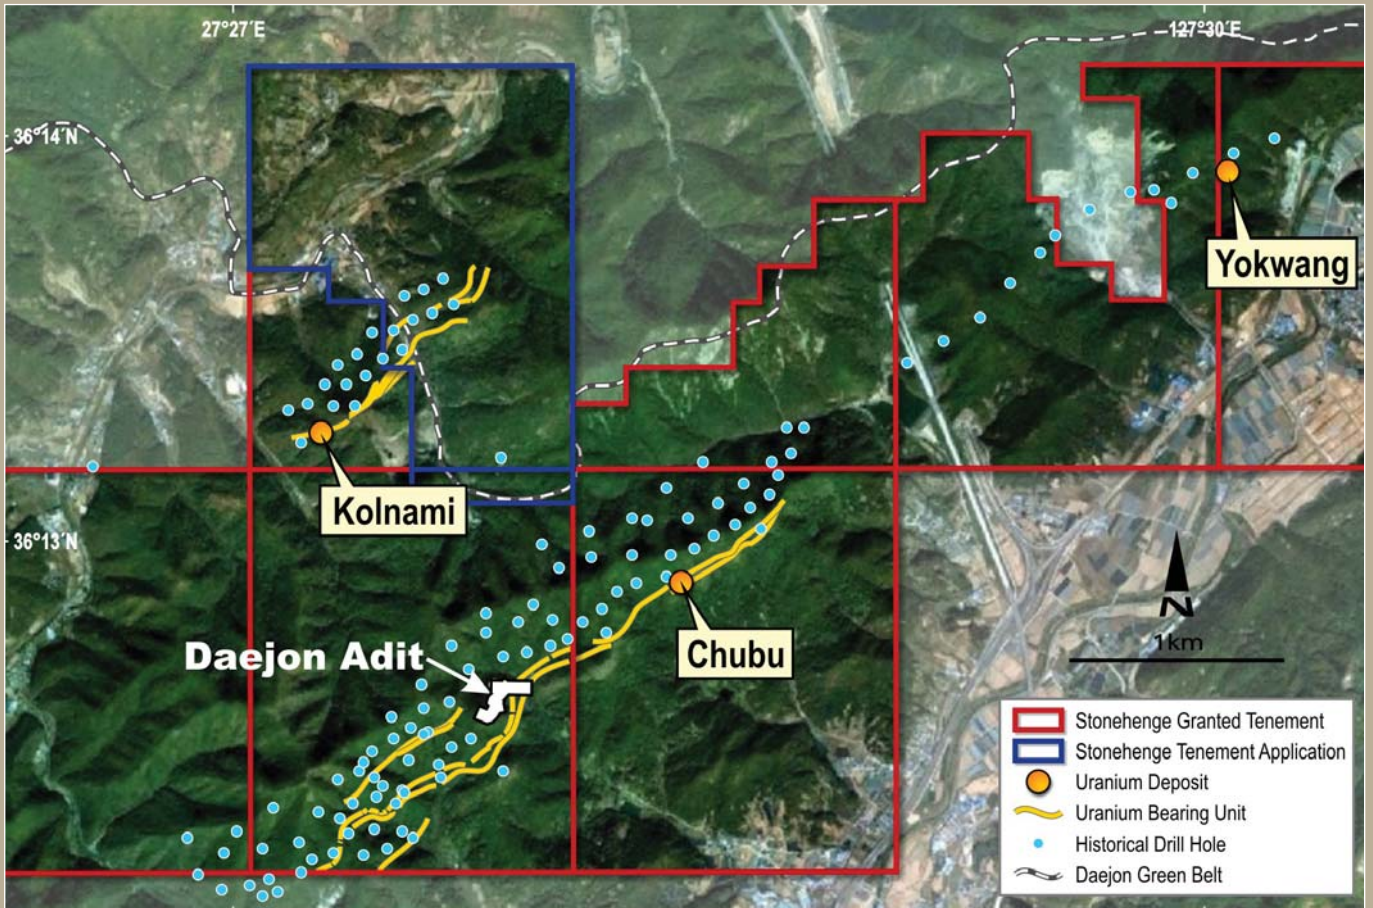 27°27´E
127°30´E
36°14´N
Yokwang
Kolnami
36°13´N
Daejon Adit
Chubu
N
1km
Stonehenge Granted Tenement
Stonehenge Tenement Application
Uranium Deposit
Uranium Bearing Unit
Historical Drill Hole
Daejon Green Belt